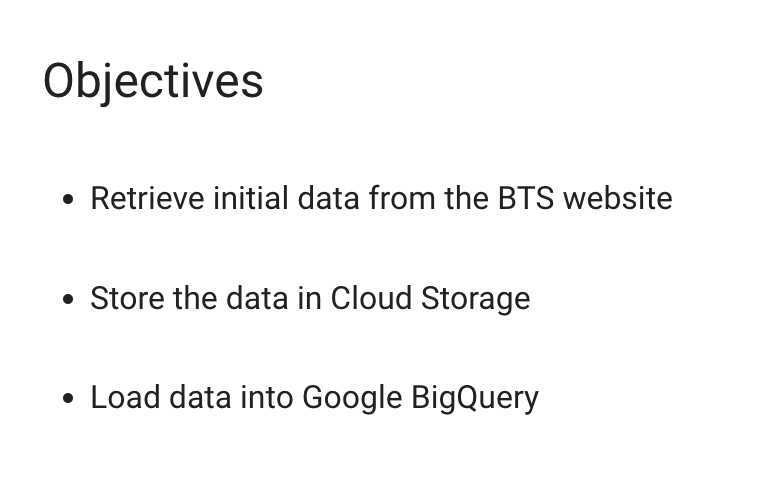 Objectives
• Retrieve initial data from the BTS website
• Store the data in Cloud Storage
• Load data into Google BigQuery